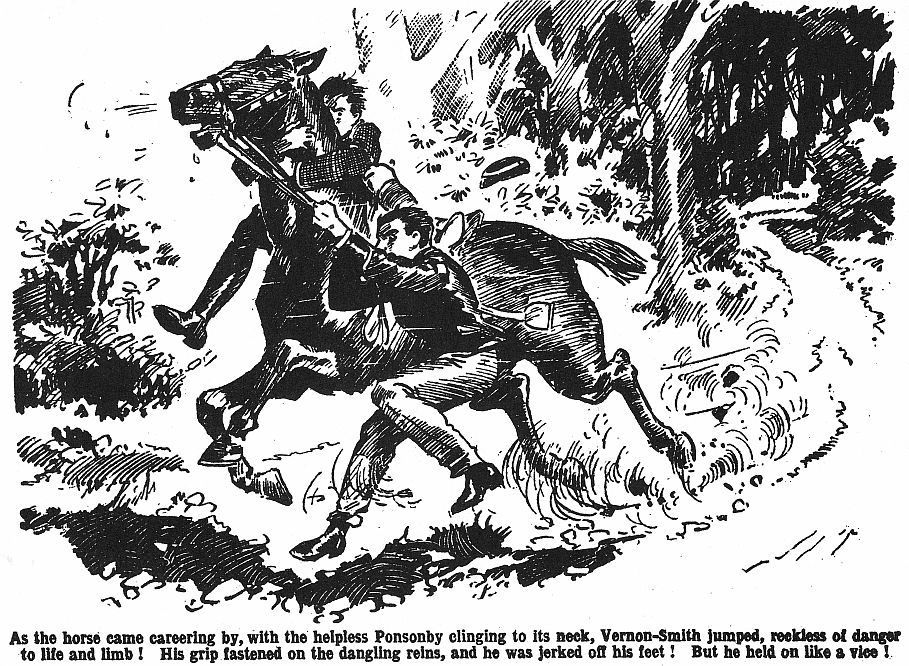 As the horse came careering by, with the helpless Ponsonby clinging to its neck, Vernon-Smith jumped, reckless of danger
to life and limb ! His grip fastened on the dangling reins, and he was jerked off his feet ! But he held on like a vice !